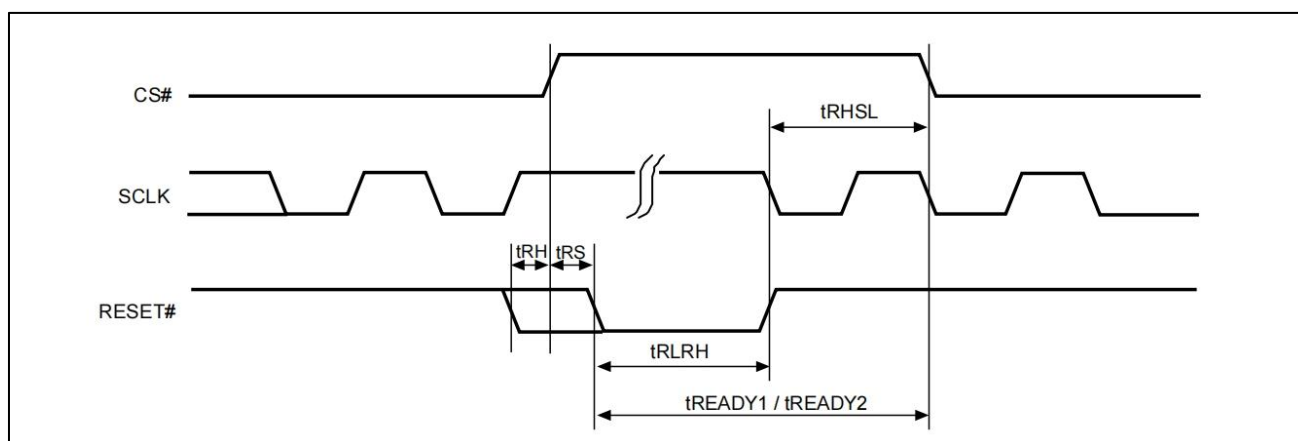 CS#
tRHSL
SCLK
tRH tRS
RESET#
tRLRH
tREADY1 / tREADY2